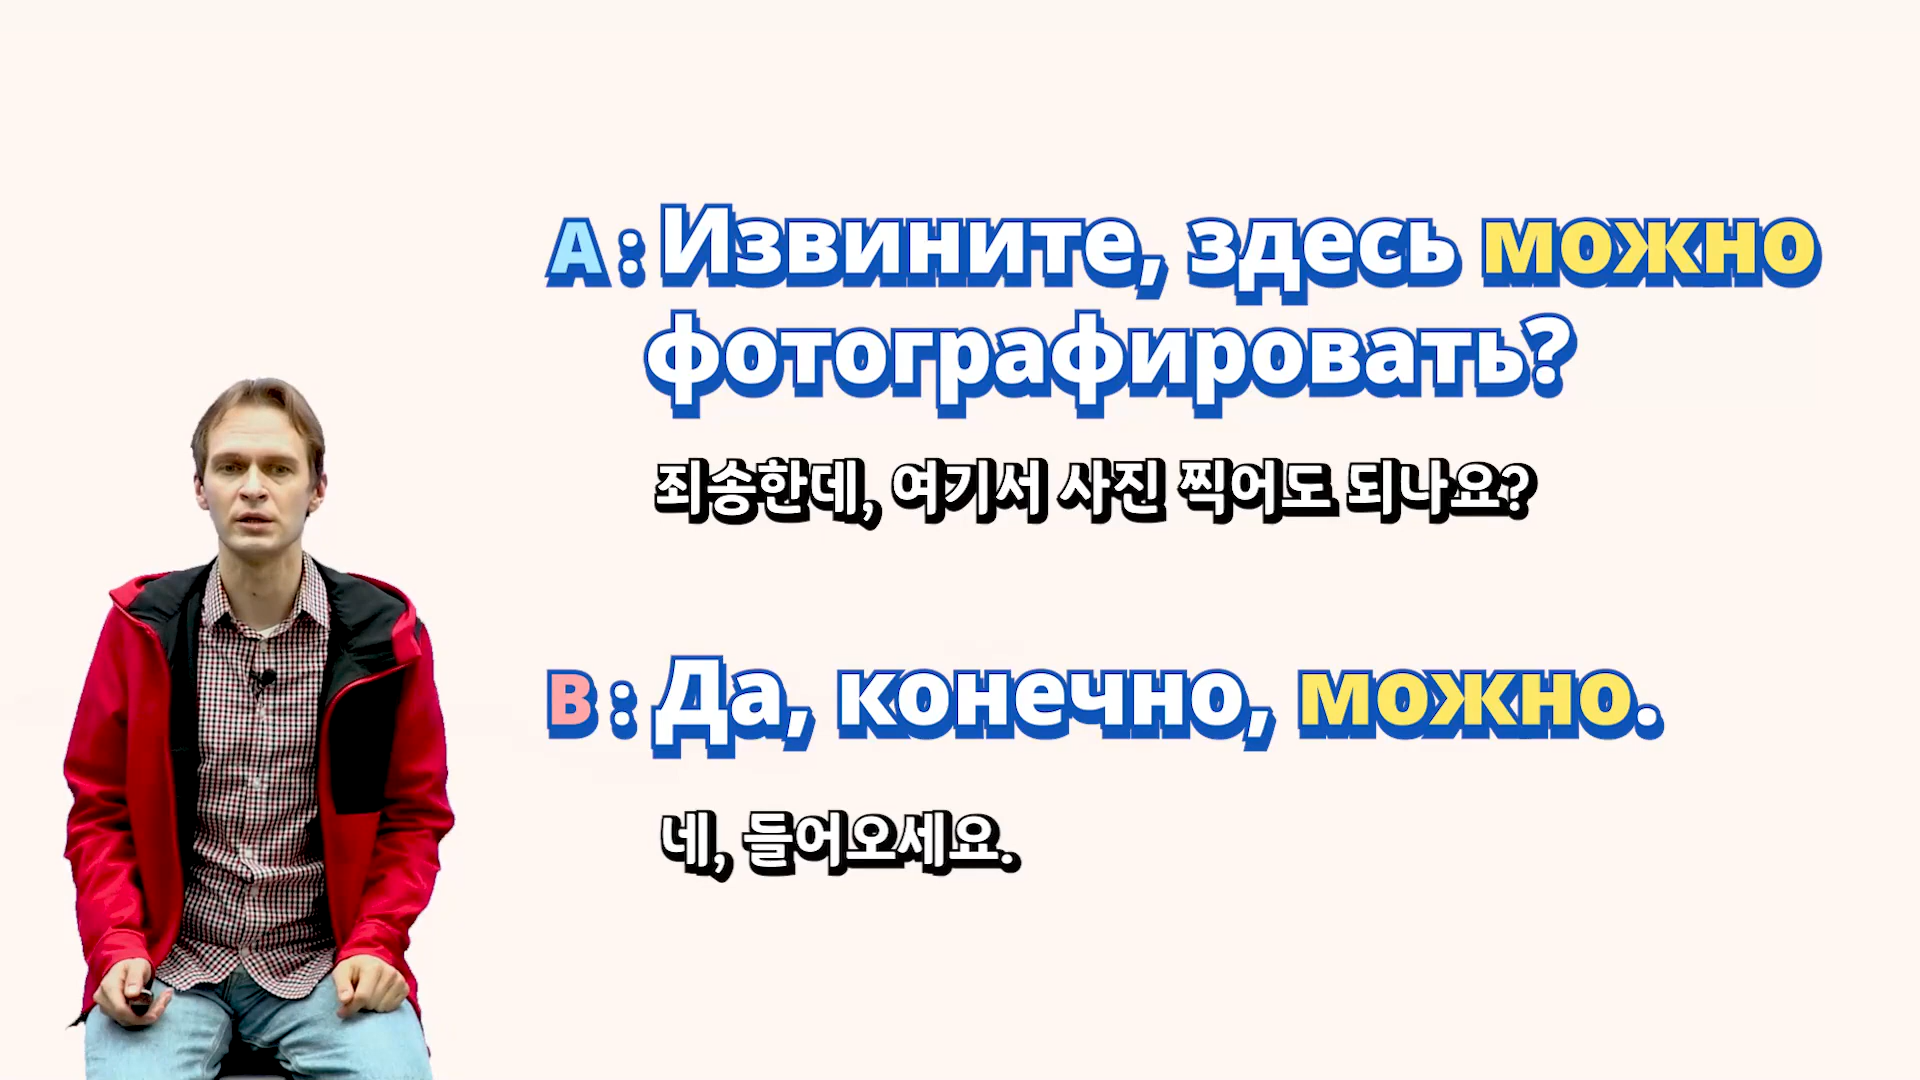 A : Извините, здесь можно
фотографировать?
죄송한데, 여기서 사진 찍어도 되나요?
B : Да, конечно, можно.
네, 들어오세요.